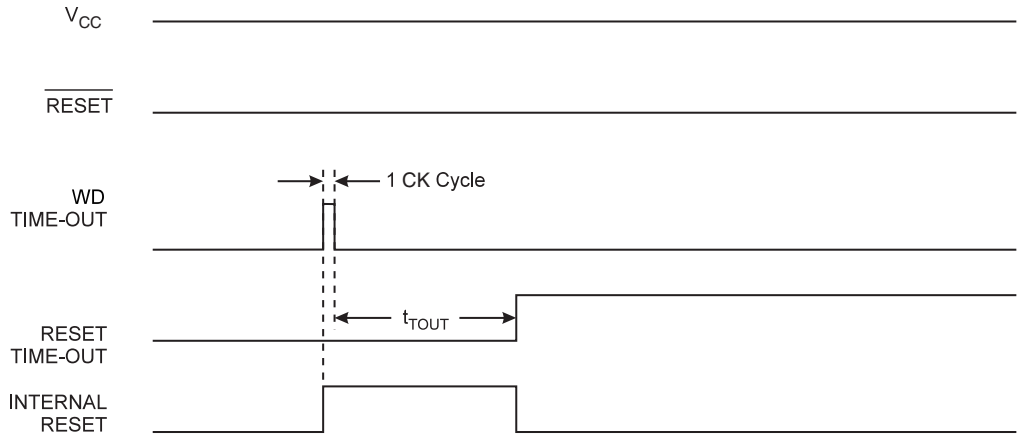 VCC
RESET
1 CK Cycle
WD
TIME-OUT
tTOUT
RESET
TIME-OUT
INTERNAL
RESET